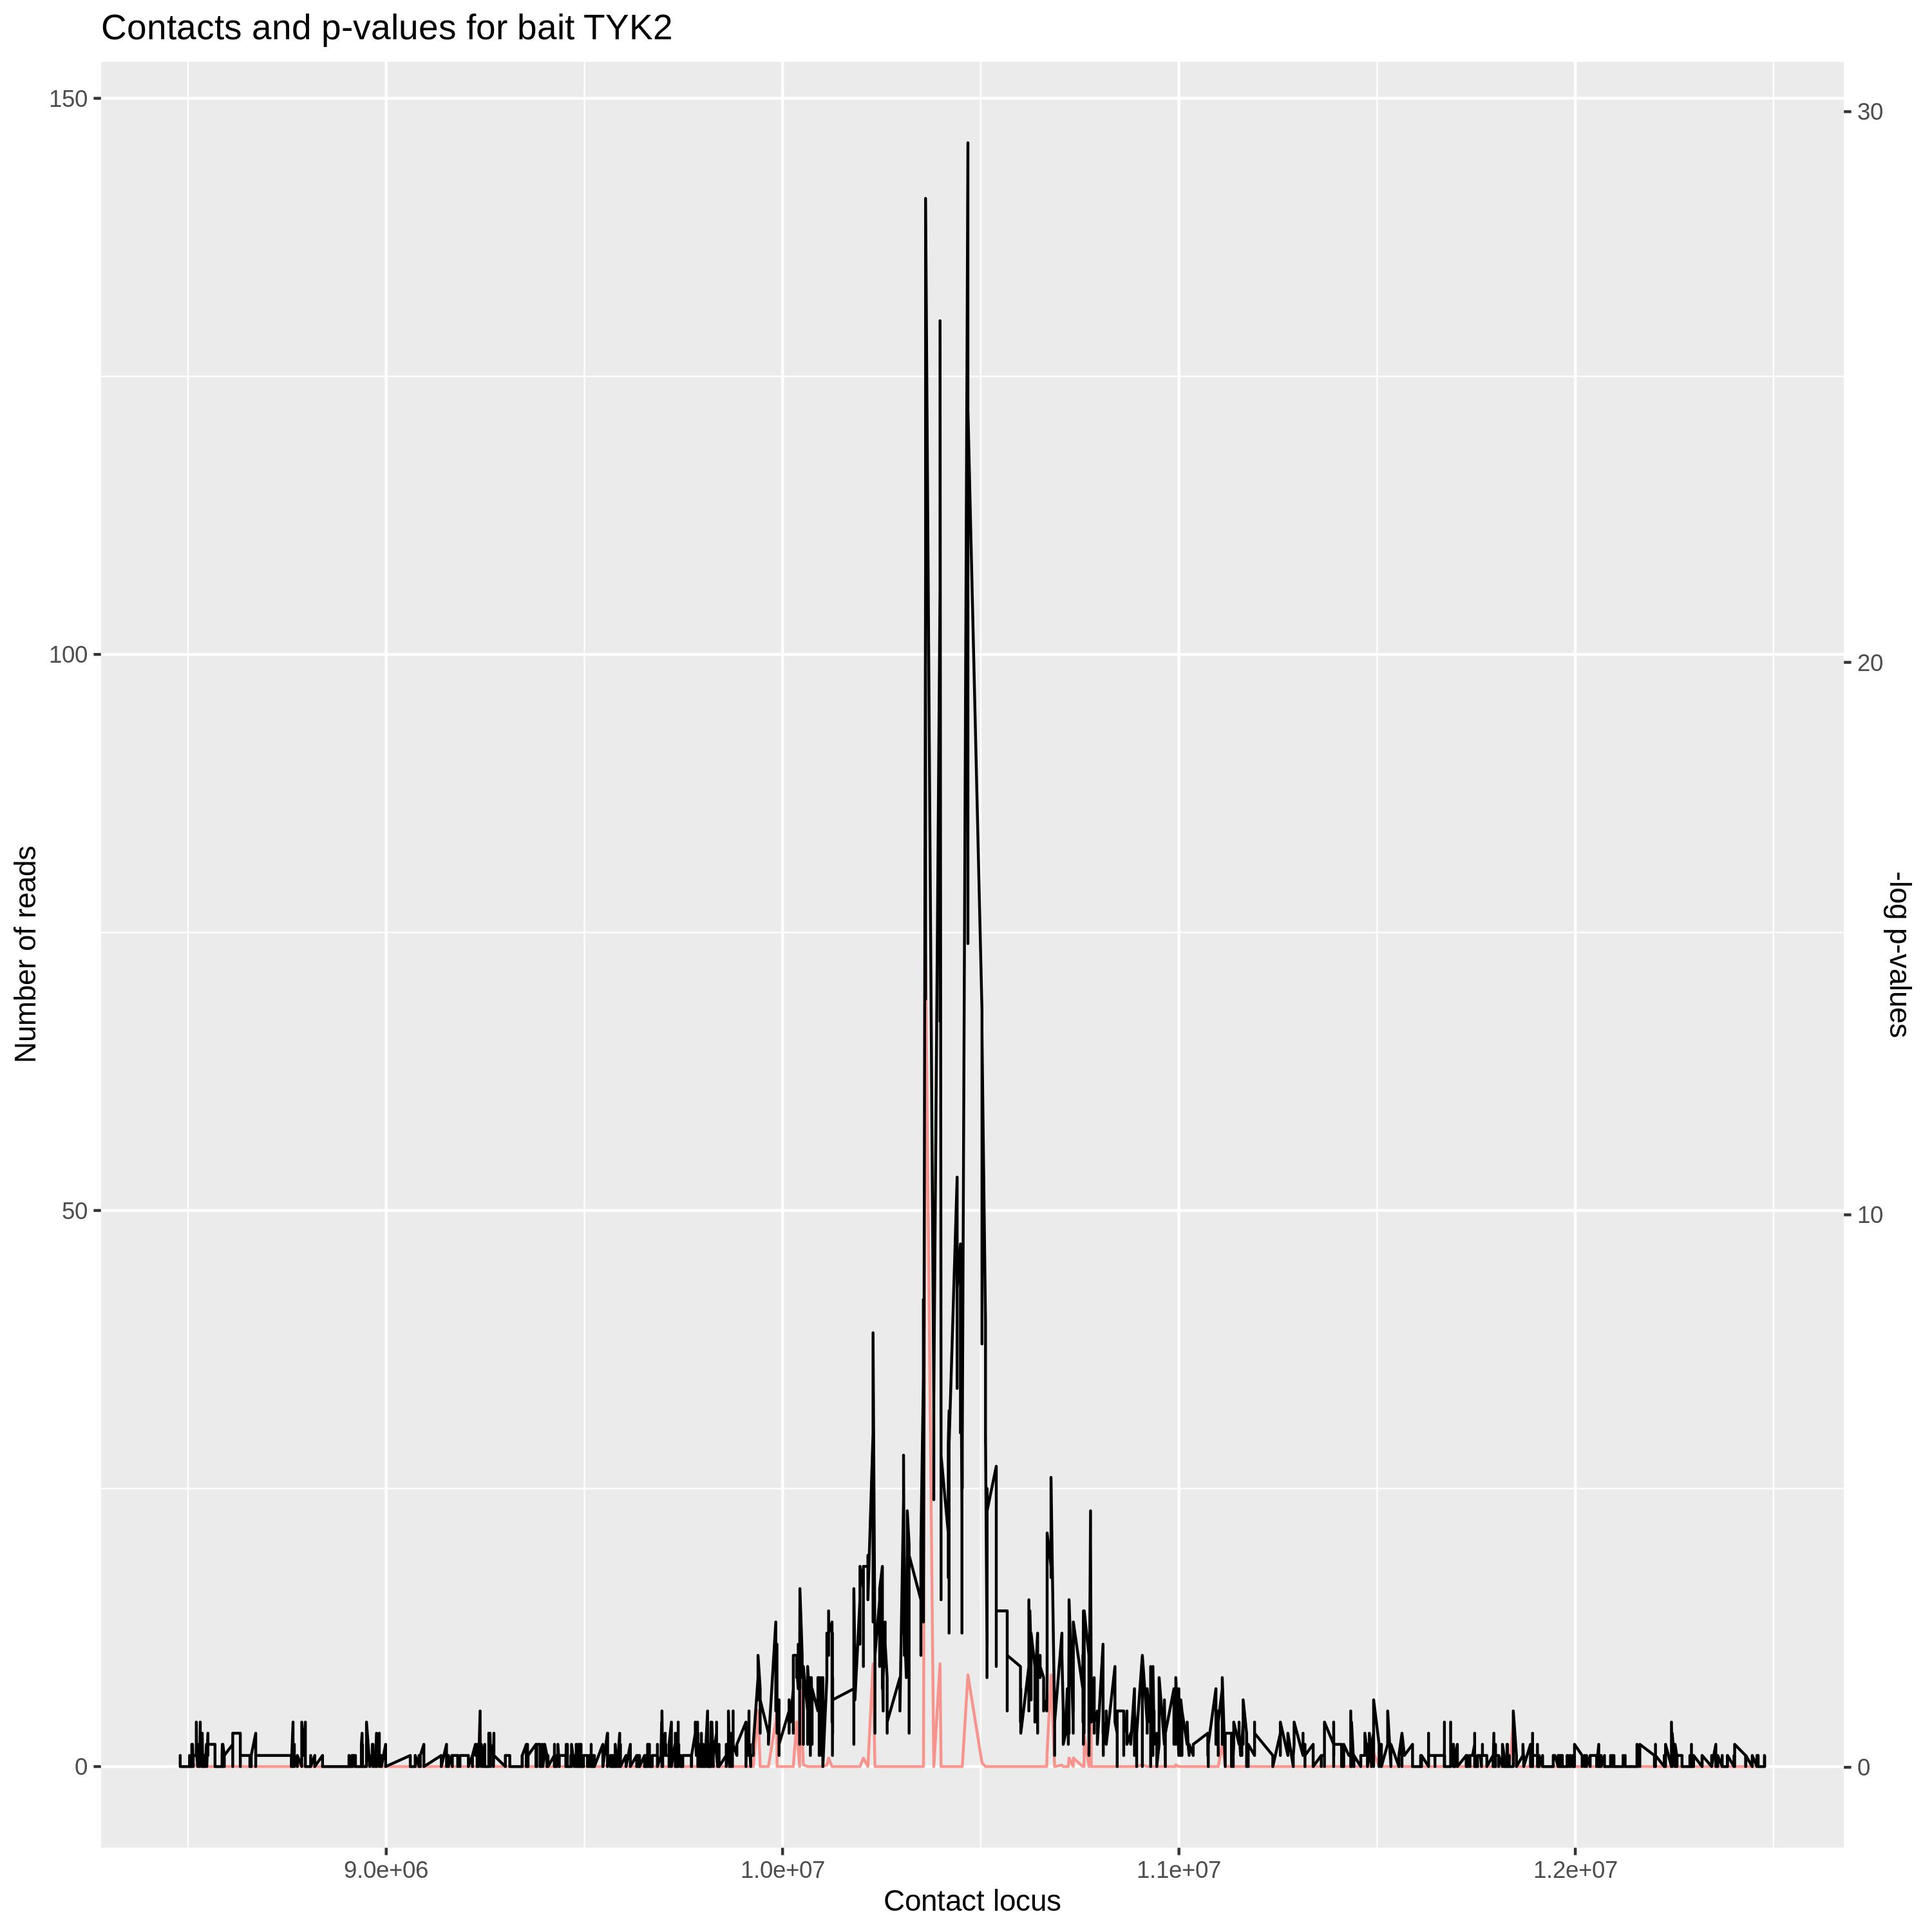 Contacts and p-values for bait TYK2
150
100
50
0
Number of reads
30
20
10
0
-log p-values
9.0e+06
1.0e+07
1.1e+07
1.2e+07
Contact locus